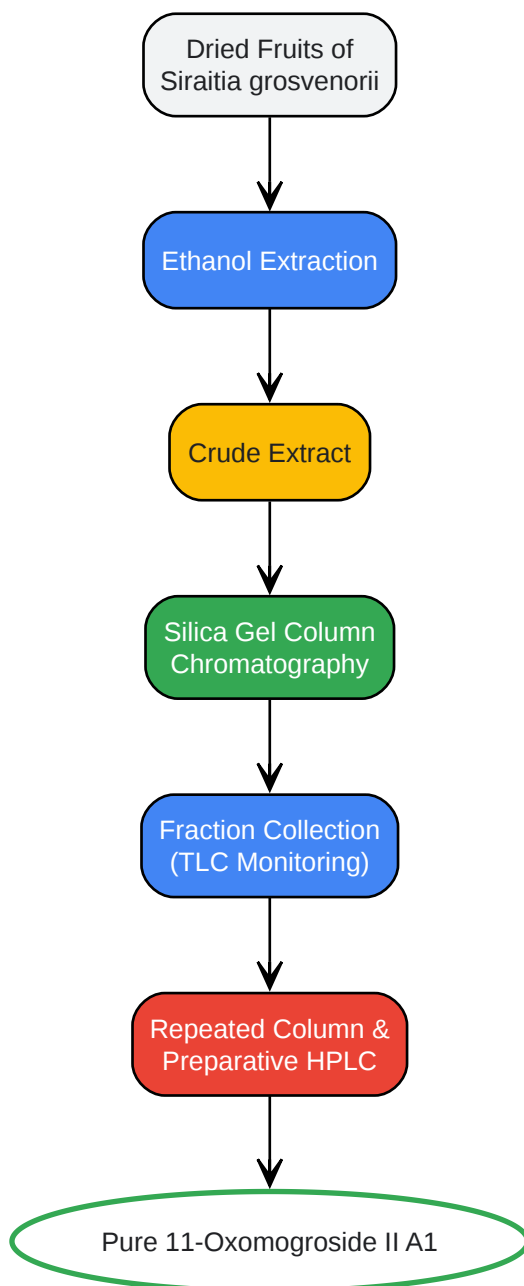 Dried Fruits of
Siraitia grosvenorii
Ethanol Extraction
Crude Extract
Silica Gel Column
Chromatography
Fraction Collection
(TLC Monitoring)
Repeated Column &
Preparative HPLC
Pure 11-Oxomogroside II A1